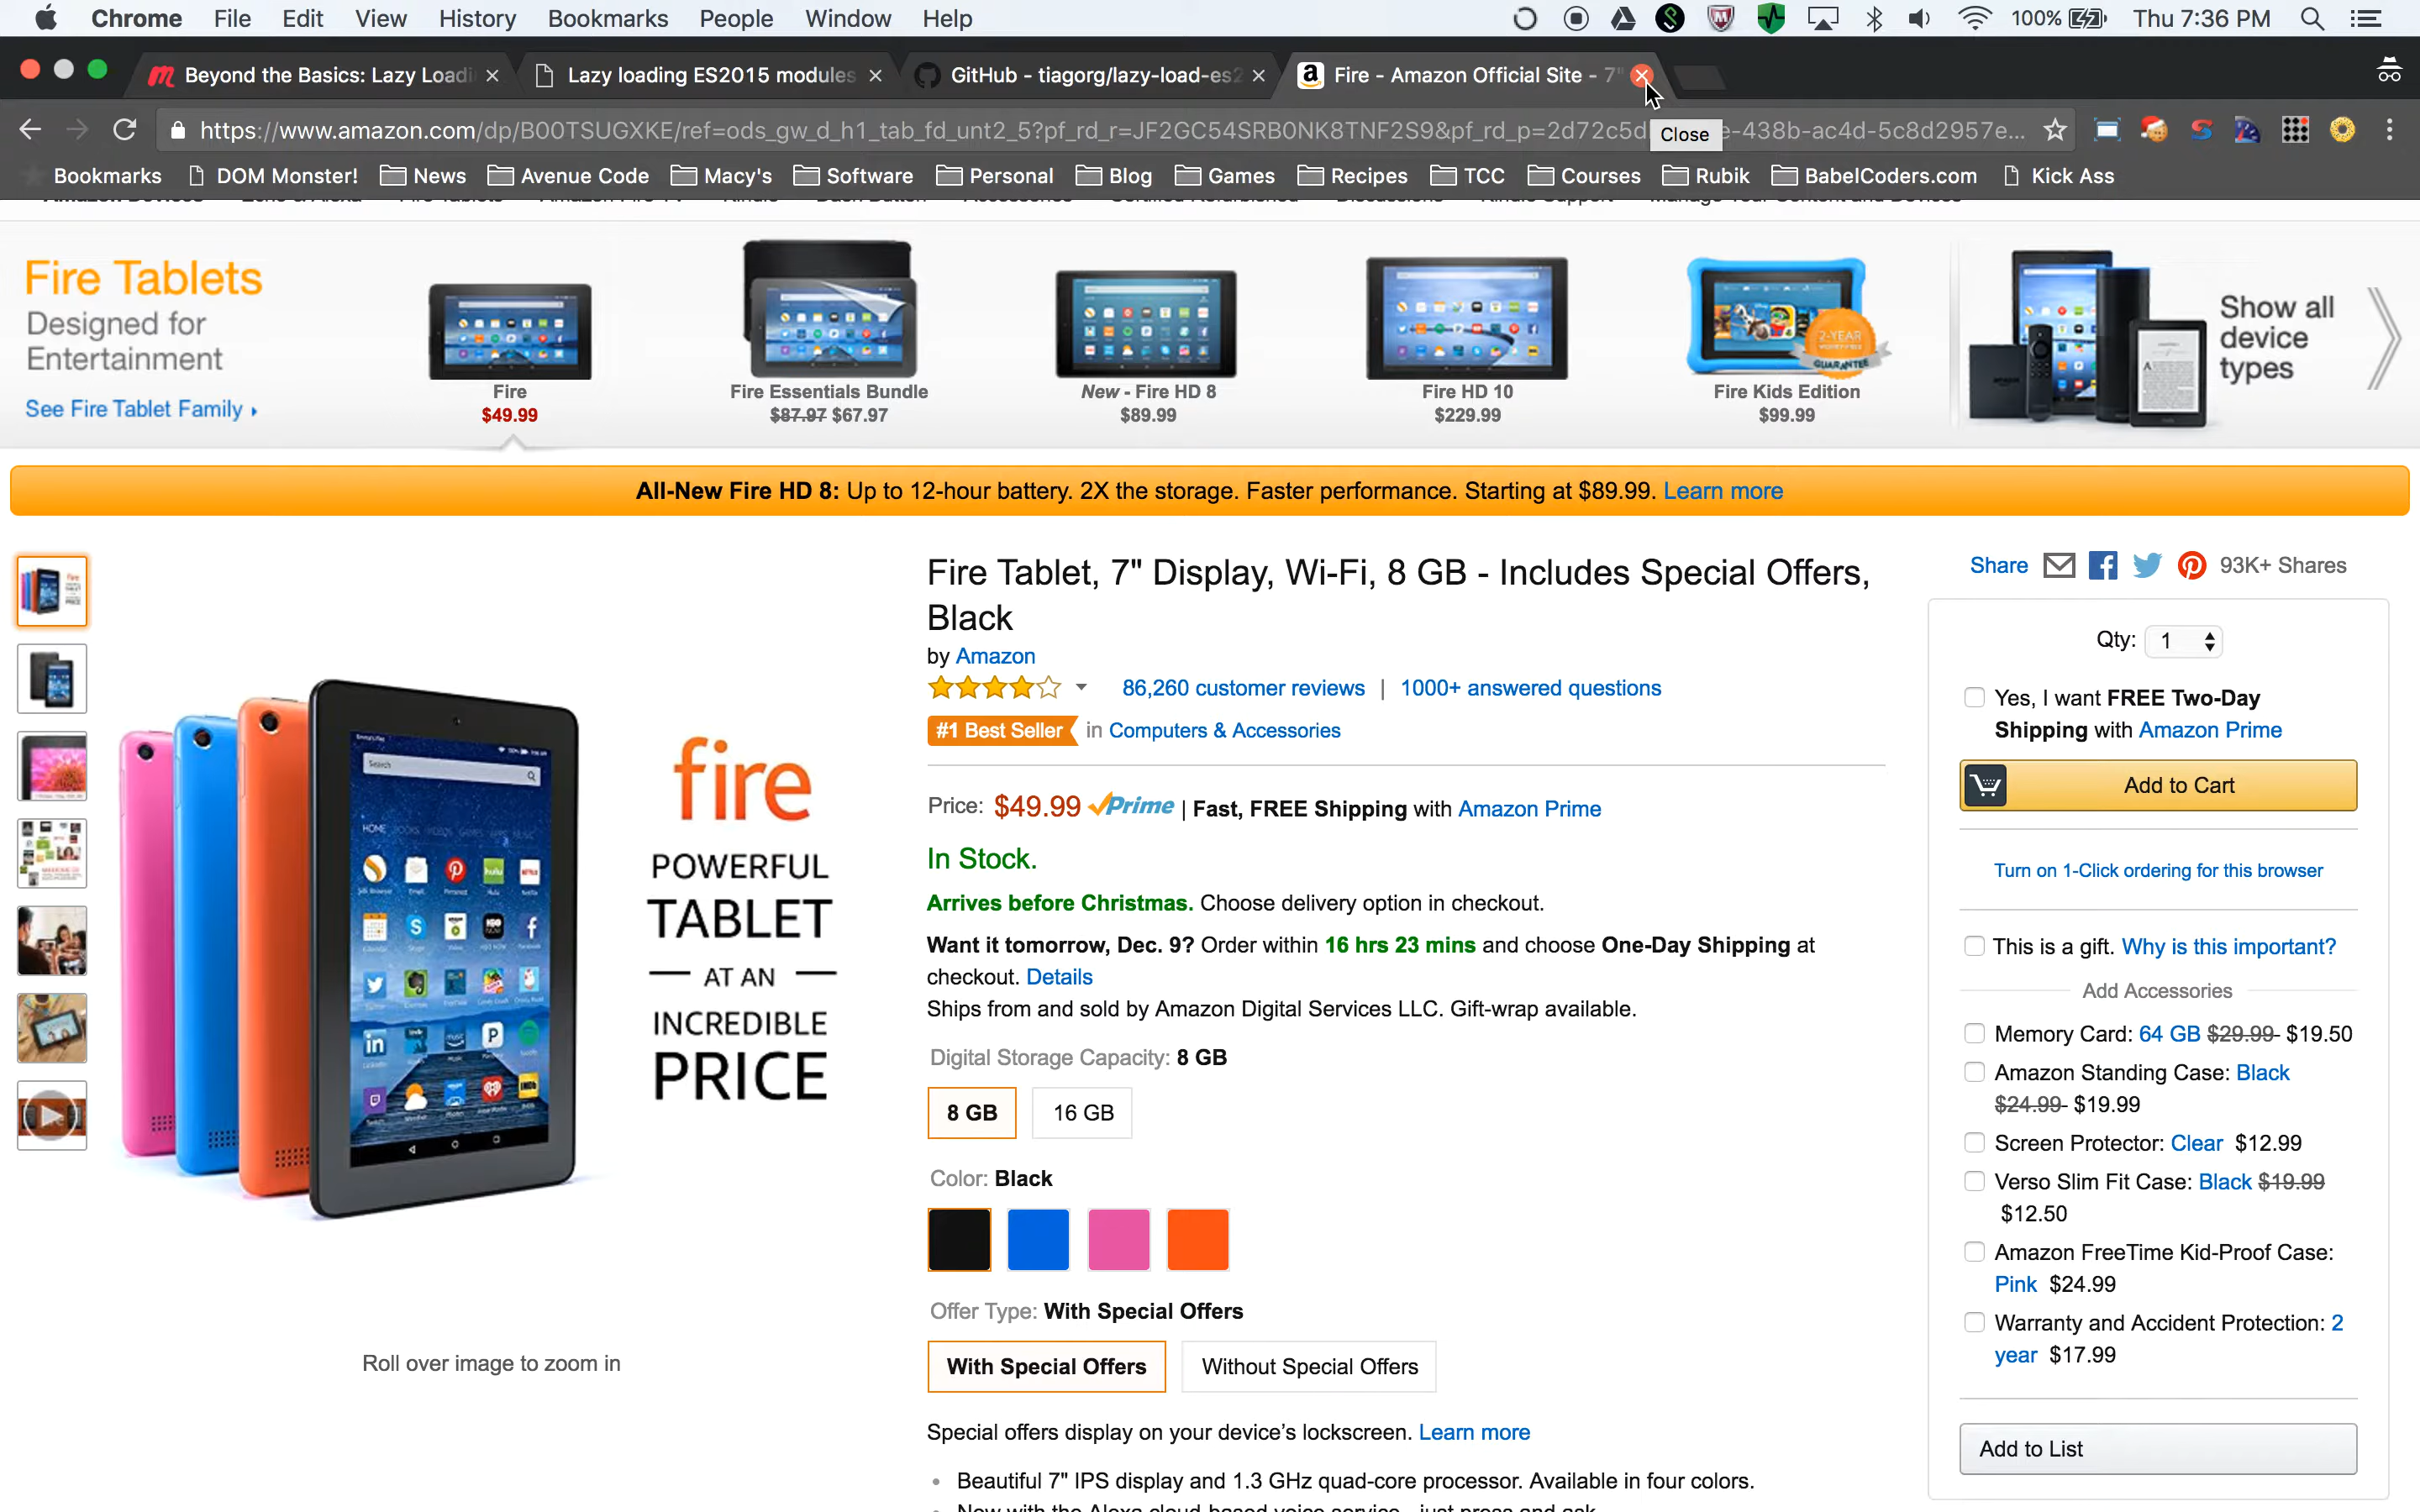 Chrome File Edit View History Bookmarks People Window Help 100% Thu 7:36 PM
Beyond the Basics: Lazy Loadi Lazy loading ES2015 modules GitHub - tiagorg/lazy-load-es2 Fire - Amazon Official Site - 7"
https://www.amazon.com/dp/B00TSUGXKE/ref=ods_gw_d_h1_tab_fd_unt2_5?pf_rd_r=JF2GC54SRB0NK8TNF2S9&pf_rd_p=2d72c5d e-438b-ac4d-5c8d2957e...
Close
Bookmarks DOM Monster! News Avenue Code Macy's Software Personal Blog Games Recipes TCC Courses Rubik BabelCoders.com Kick Ass
Fire Tablets
Designed for
Entertainment
See Fire Tablet Family
Fire
$49.99
Fire Essentials Bundle
$87.97 $67.97
New - Fire HD 8
$89.99
Fire HD 10
$229.99
2-YEAR
GUARANTEE
Fire Kids Edition
$99.99
Show all
device
types
All-New Fire HD 8: Up to 12-hour battery. 2X the storage. Faster performance. Starting at $89.99. Learn more
Search
HOME
fire
POWERFUL
TABLET
AT AN
INCREDIBLE
PRICE
Roll over image to zoom in
Fire Tablet, 7" Display, Wi-Fi, 8 GB - Includes Special Offers,
Black
by Amazon
86,260 customer reviews | 1000+ answered questions
#1 Best Seller in Computers & Accessories
Price: $49.99 Prime | Fast, FREE Shipping with Amazon Prime
In Stock.
Arrives before Christmas. Choose delivery option in checkout.
Want it tomorrow, Dec. 9? Order within 16 hrs 23 mins and choose One-Day Shipping at
checkout. Details
Ships from and sold by Amazon Digital Services LLC. Gift-wrap available.
Digital Storage Capacity: 8 GB
8 GB 16 GB
Color: Black
Offer Type: With Special Offers
With Special Offers Without Special Offers
Special offers display on your device’s lockscreen. Learn more
• Beautiful 7" IPS display and 1.3 GHz quad-core processor. Available in four colors.
• Now with the Alexa cloud-based voice service - just press and ask
Share 93K+ Shares
Qty: 1
Yes, I want FREE Two-Day
Shipping with Amazon Prime
Add to Cart
Turn on 1-Click ordering for this browser
This is a gift. Why is this important?
Add Accessories
Memory Card: 64 GB $29.99 $19.50
Amazon Standing Case: Black
$24.99 $19.99
Screen Protector: Clear $12.99
Verso Slim Fit Case: Black $19.99
$12.50
Amazon FreeTime Kid-Proof Case:
Pink $24.99
Warranty and Accident Protection: 2
year $17.99
Add to List